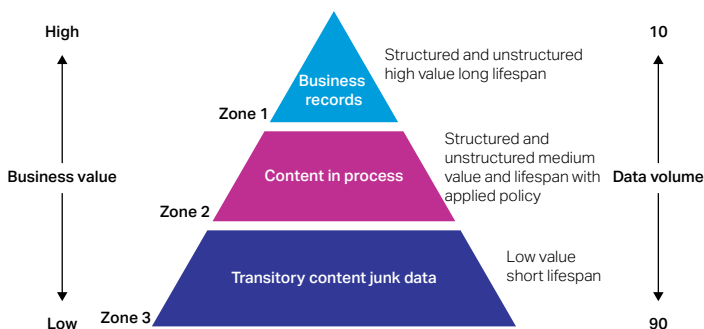 High
10
Structured and unstructured
high value long lifespan
Business
records
Zone 1
Structured and
unstructured medium
value and lifespan with
applied policy
Content in process
Business value
Data volume
Zone 2
Low value
short lifespan
Transitory content junk data
Low
Zone 3
90